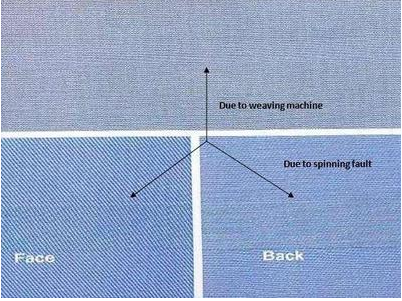 Due to weaving machine
Due to spinning fault
Face
Back